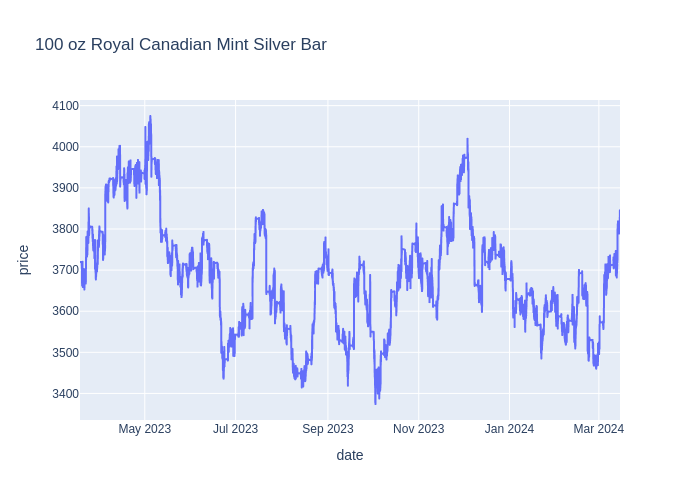 100 oz Royal Canadian Mint Silver Bar
4100
4000
3900
3800
3700
3600
3500
3400
price
May 2023 Jul 2023 Sep 2023 Nov 2023 Jan 2024 Mar 2024
date